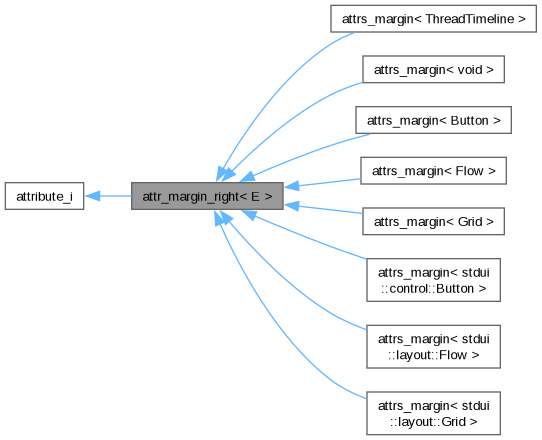 attrs_margin< ThreadTimeline >
attrs_margin< void >
attrs_margin< Button >
attrs_margin< Flow >
attribute_i
attr_margin_right< E >
attrs_margin< Grid >
attrs_margin< stdui
::control::Button >
attrs_margin< stdui
::layout::Flow >
attrs_margin< stdui
::layout::Grid >